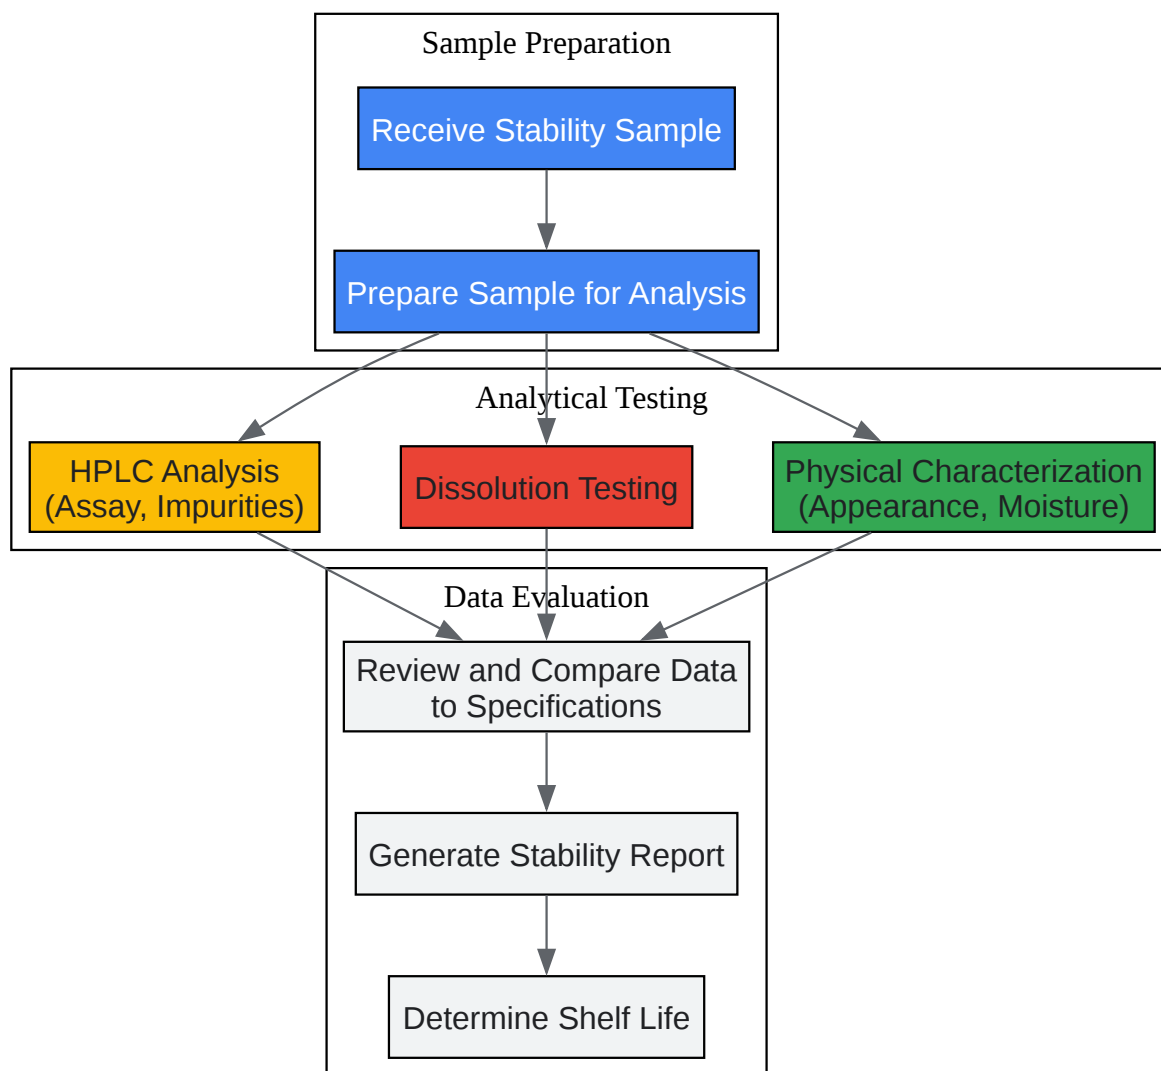 Sample Preparation
Receive Stability Sample
Prepare Sample for Analysis
Analytical Testing
HPLC Analysis
(Assay, Impurities)
Dissolution Testing
Physical Characterization
(Appearance, Moisture)
Data Evaluation
Review and Compare Data
to Specifications
Generate Stability Report
Determine Shelf Life